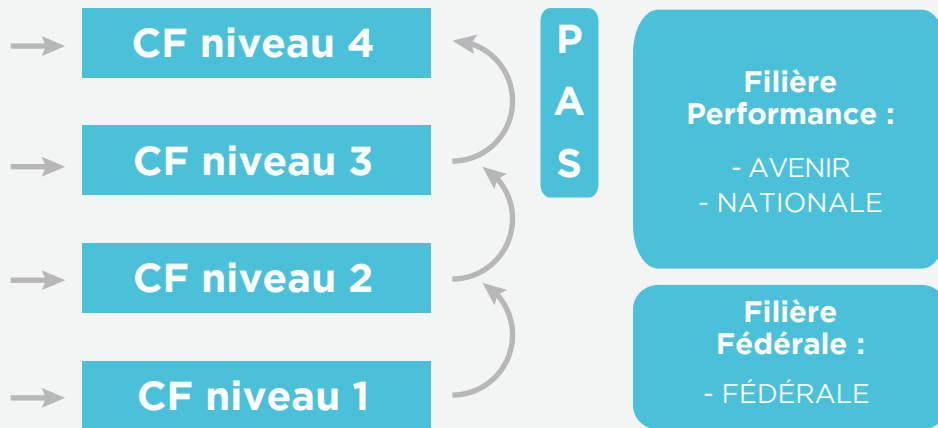 CF niveau 4
CF niveau 3
CF niveau 2
CF niveau 1
P
A
S
Filière
Performance :
- AVENIR
- NATIONALE
Filière
Fédérale :
- FÉDÉRALE